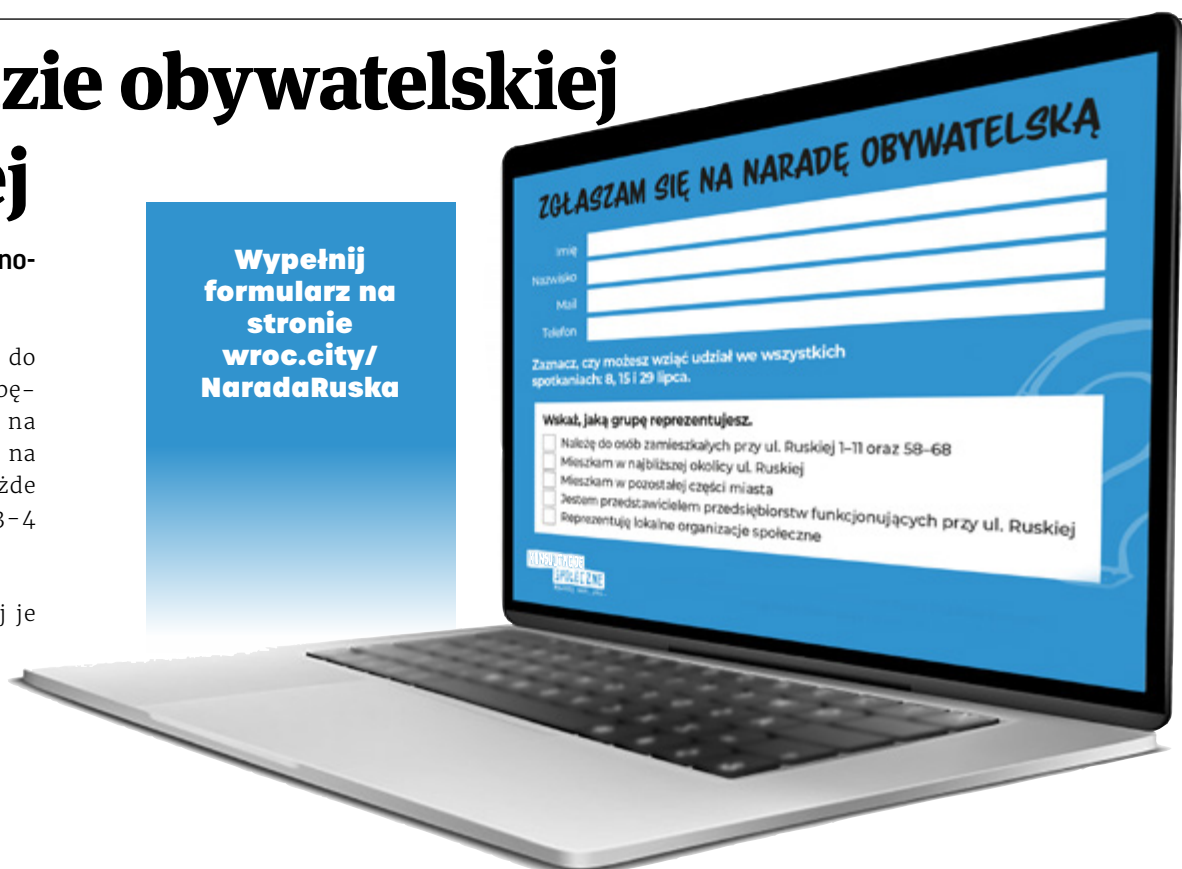 zie obywatelskiej
ej
no-
do
bę-
na
na
żde
3-4
j je
Wypełnij
formularz na
stronie
wroc.city/
NaradaRuska
ZGŁASZAM SIĘ NA NARADĘ OBYWATELSKĄ
Imię
Nazwisko
Mail
Telefon
Zaznacz, czy możesz wziąć udział we wszystkich
spotkaniach: 8, 15 i 29 lipca.
Wskaż, jaką grupę reprezentujesz.
Należę do osób zamieszkałych przy ul. Ruskiej 1–11 oraz 58–68
Mieszkam w najbliższej okolicy ul. Ruskiej
Mieszkam w pozostałej części miasta
Jestem przedstawicielem przedsiębiorstw funkcjonujących przy ul. Ruskiej
Reprezentuję lokalne organizacje społeczne
SPOŁECZNE